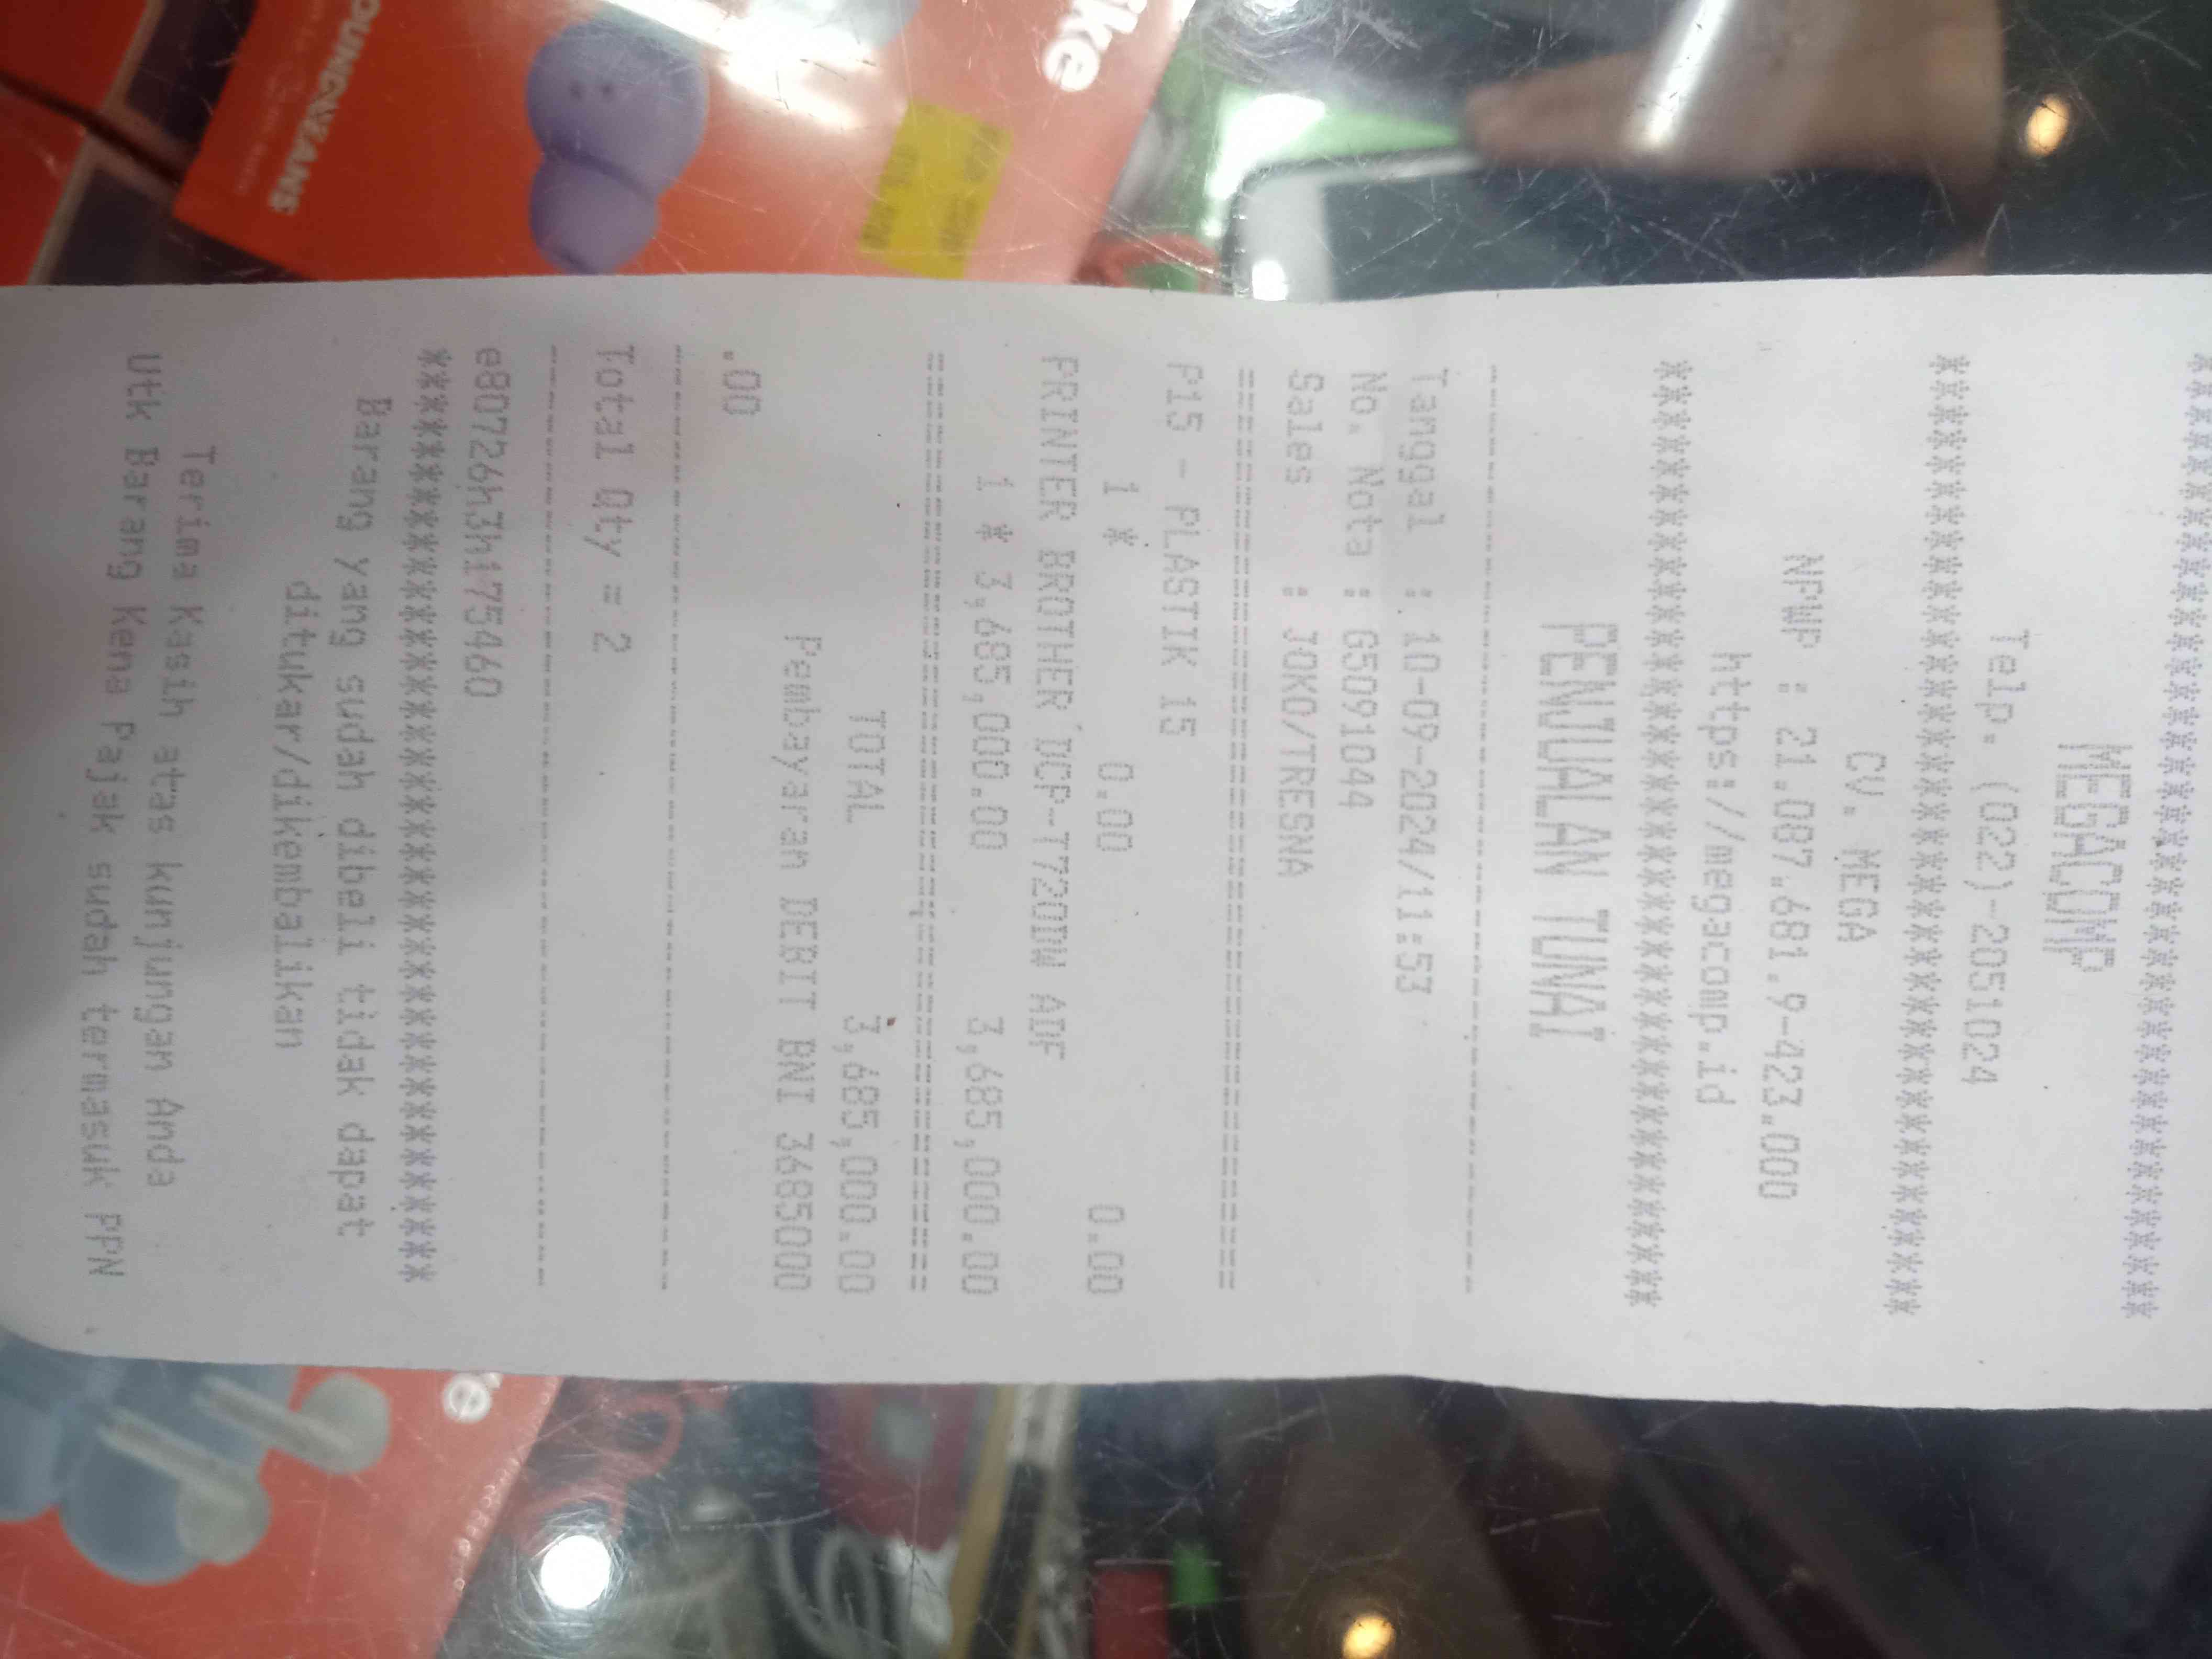 ****************************************
MEGACOMP
Telp. (022)-2051024
****************************************
CV. MEGA
NPWP : 21.087.681.9-423.000
https://megacomp.id
****************************************
PENJUALAN TUNAI
----------------------------------------
Tanggal : 10-09-2024/11:53
No. Nota : G5091044
Sales : JOKO/TRESNA
========================================
P15 - PLASTIK 15
1 * 0.00 0.00
PRINTER BROTHER DCP-T720DW ADF
1 * 3,685,000.00 3,685,000.00
========================================
TOTAL 3,685,000.00
Pembayaran DEBIT BNI 3685000
.00
----------------------------------------
Total Qty = 2
----------------------------------------
e80726h3h175460
****************************************
Barang yang sudah dibeli tidak dapat
ditukar/dikembalikan
Terima Kasih atas kunjungan Anda
Utk Barang Kena Pajak sudah termasuk PPN